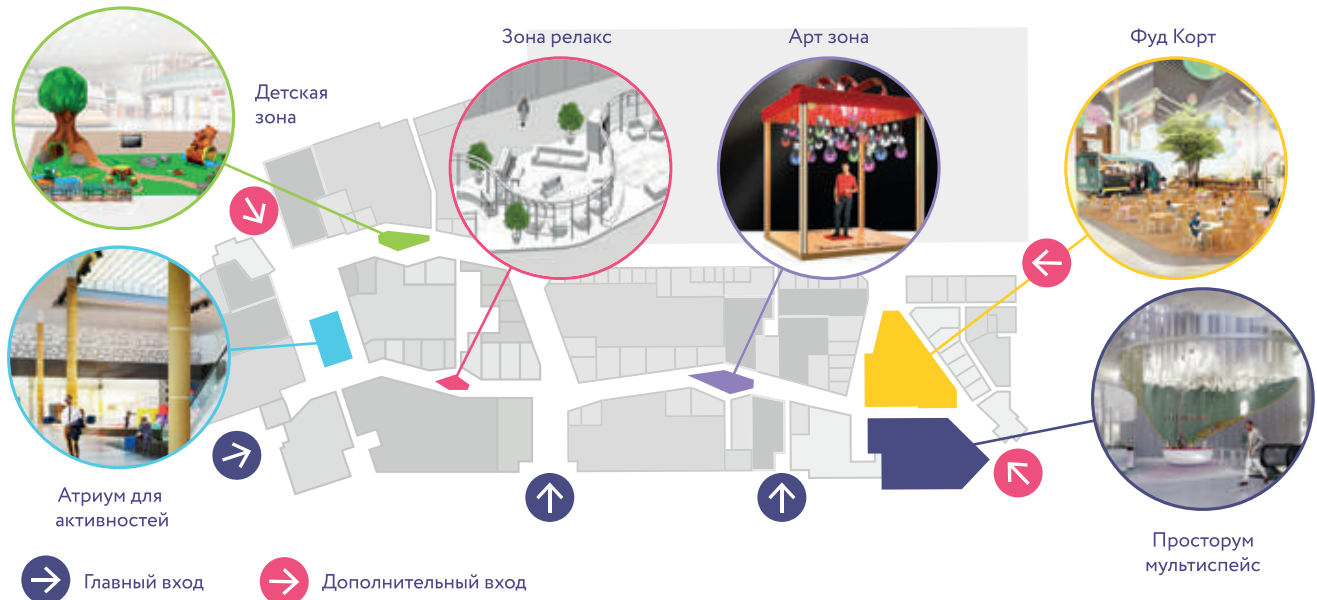 Зона релакс
Арт зона
Фуд Корт
Детская
зона
Атриум для
активностей
Просторум
мультиспейс
Главный вход
Дополнительный вход